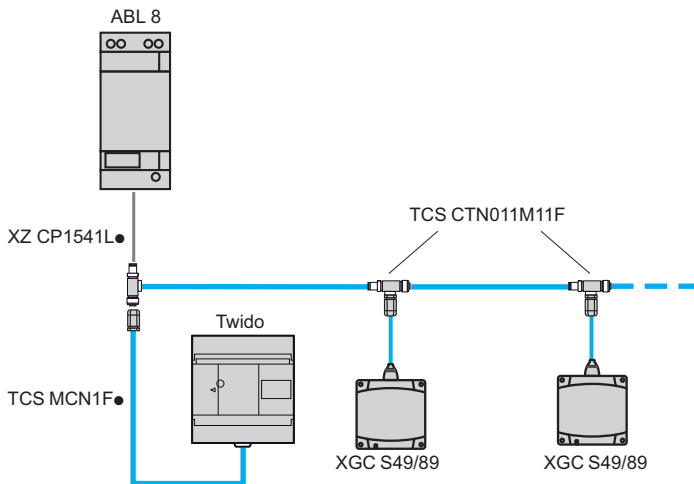 ABL 8
TCS CTN011M11F
XZ CP1541L●
Twido
TCS MCN1F●
XGC S49/89
XGC S49/89